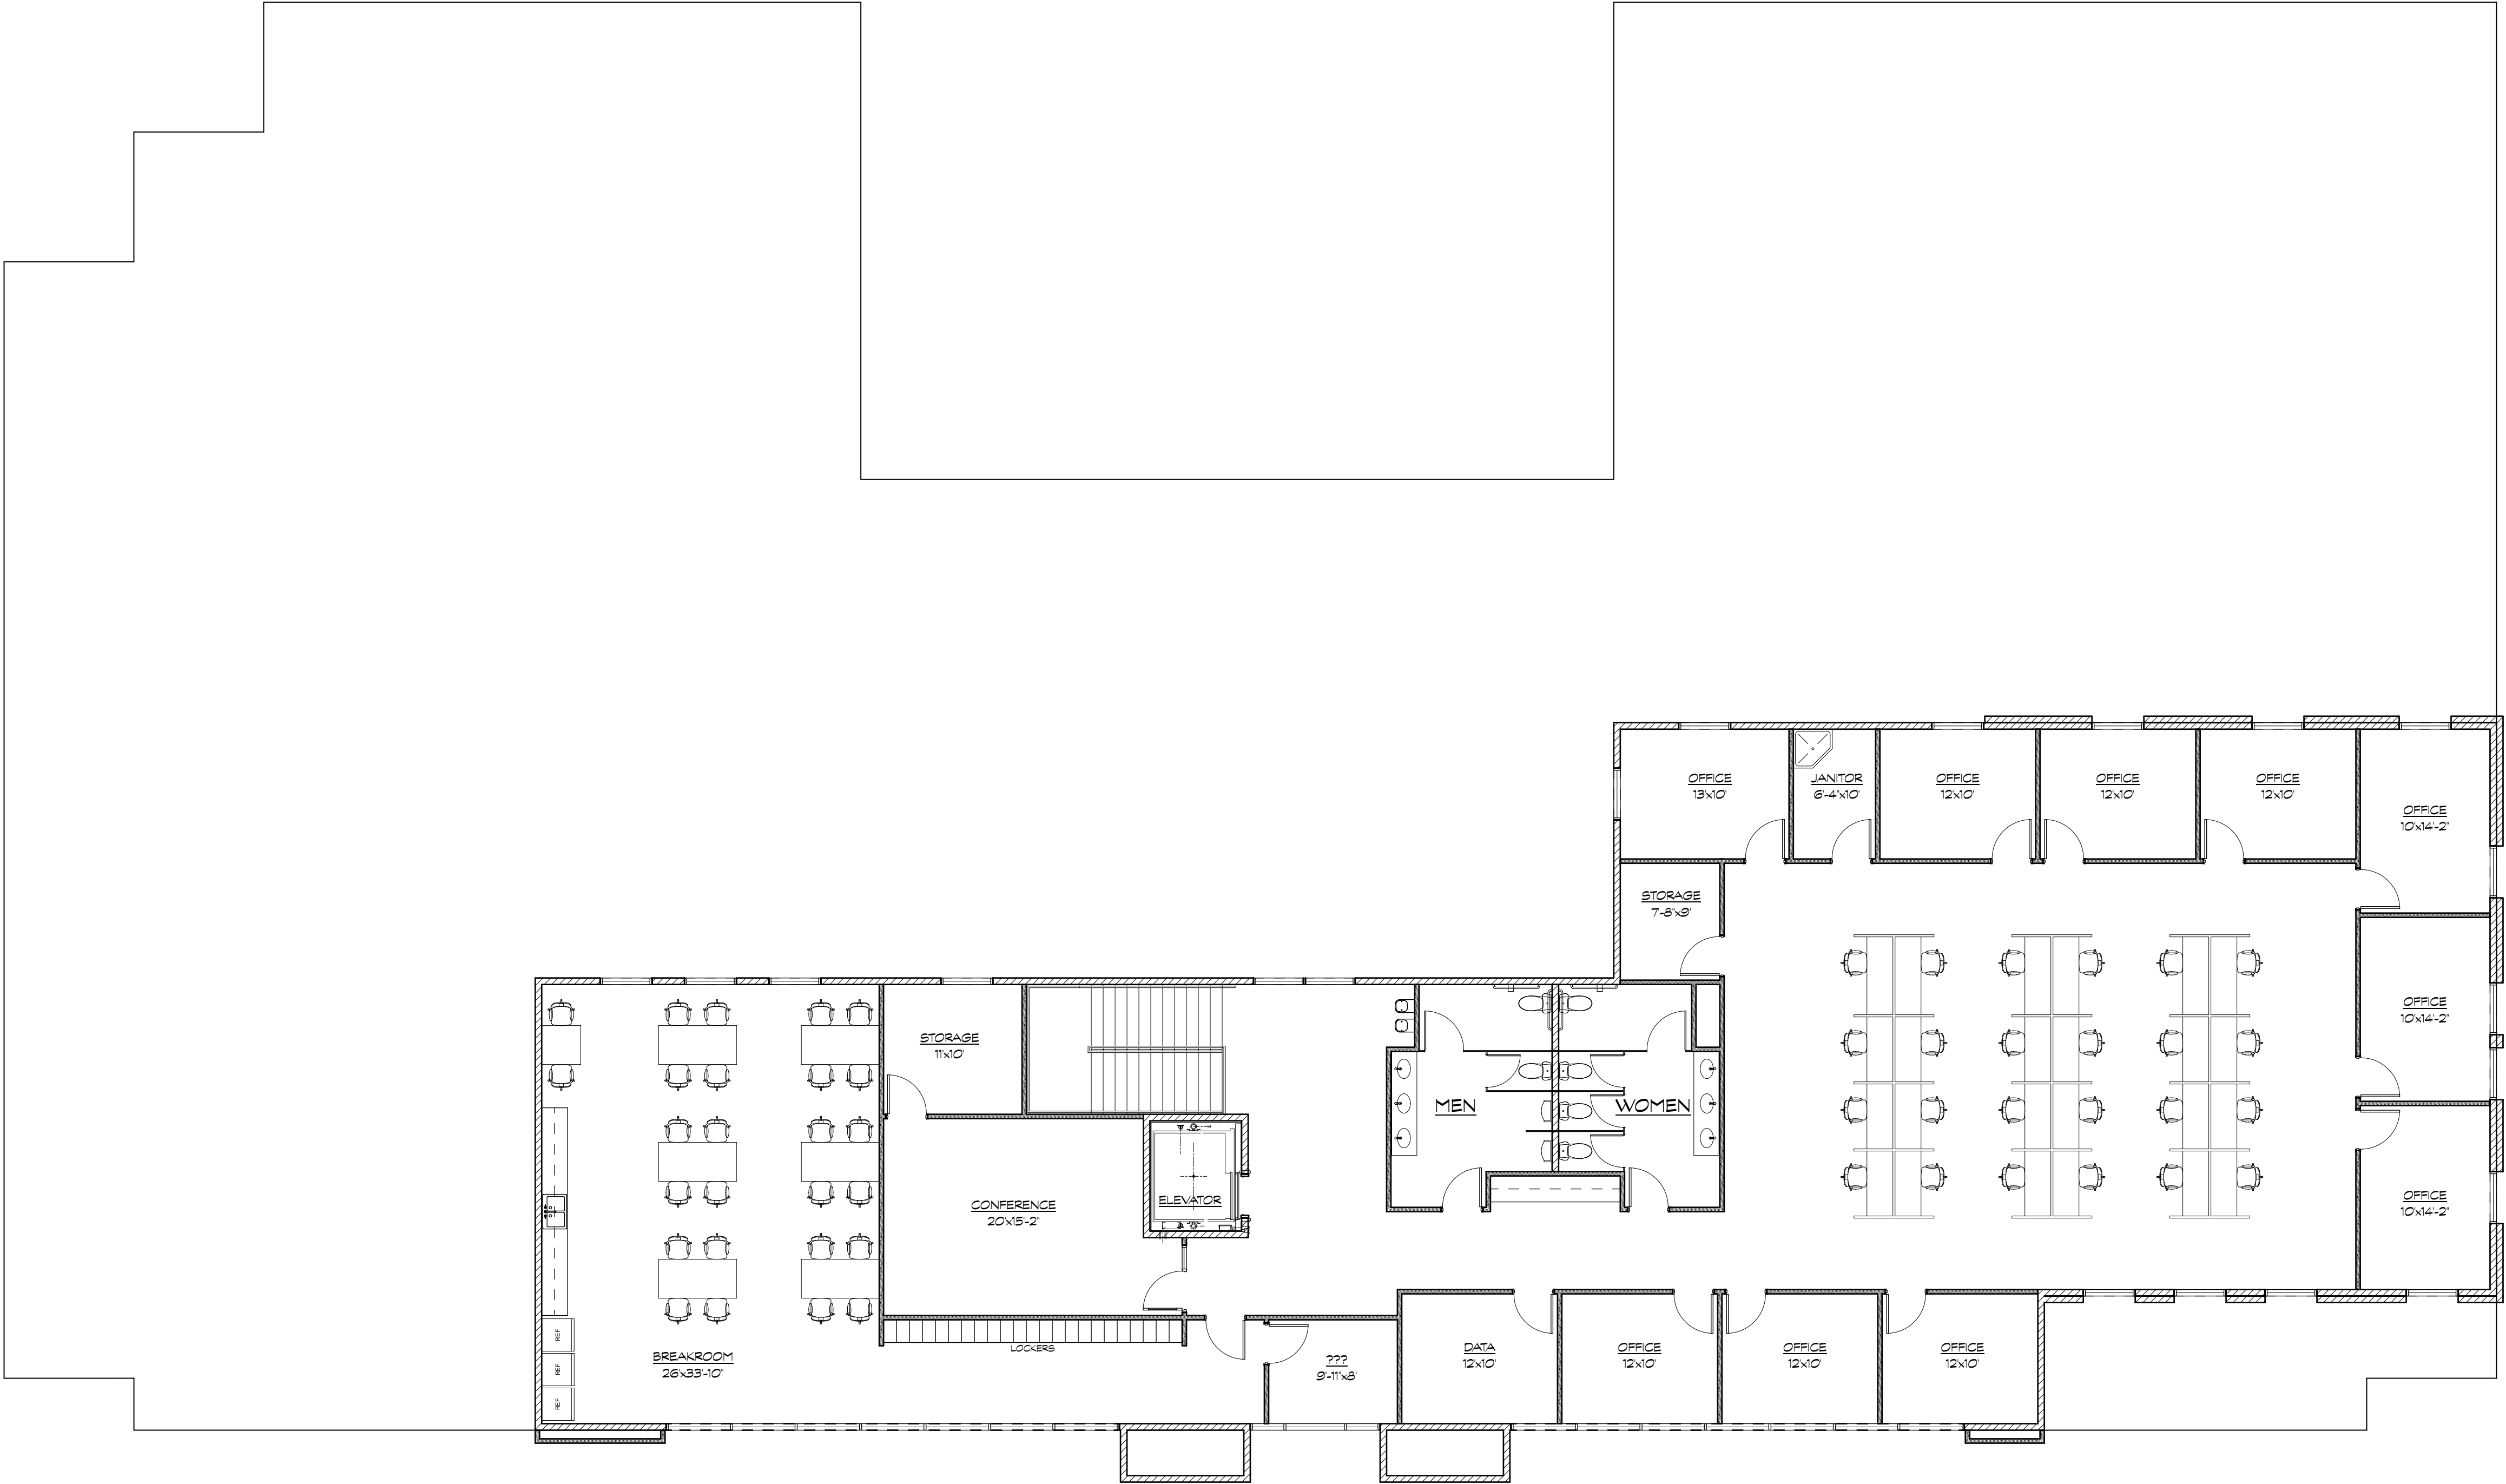 OFFICE
13'x10'
JANITOR
6'-4"x10'
OFFICE
12'x10'
OFFICE
12'x10'
OFFICE
12'x10'
OFFICE
10'x14'-2"
STORAGE
7'-8"x9'
OFFICE
10'x14'-2"
STORAGE
11'x10'
MEN
WOMEN
ELEVATOR
CONFERENCE
20'x15'-2"
OFFICE
10'x14'-2"
REF
REF
REF
BREAKROOM
26'x33'-10"
LOCKERS
???
9'-11"x8'
DATA
12'x10'
OFFICE
12'x10'
OFFICE
12'x10'
OFFICE
12'x10'